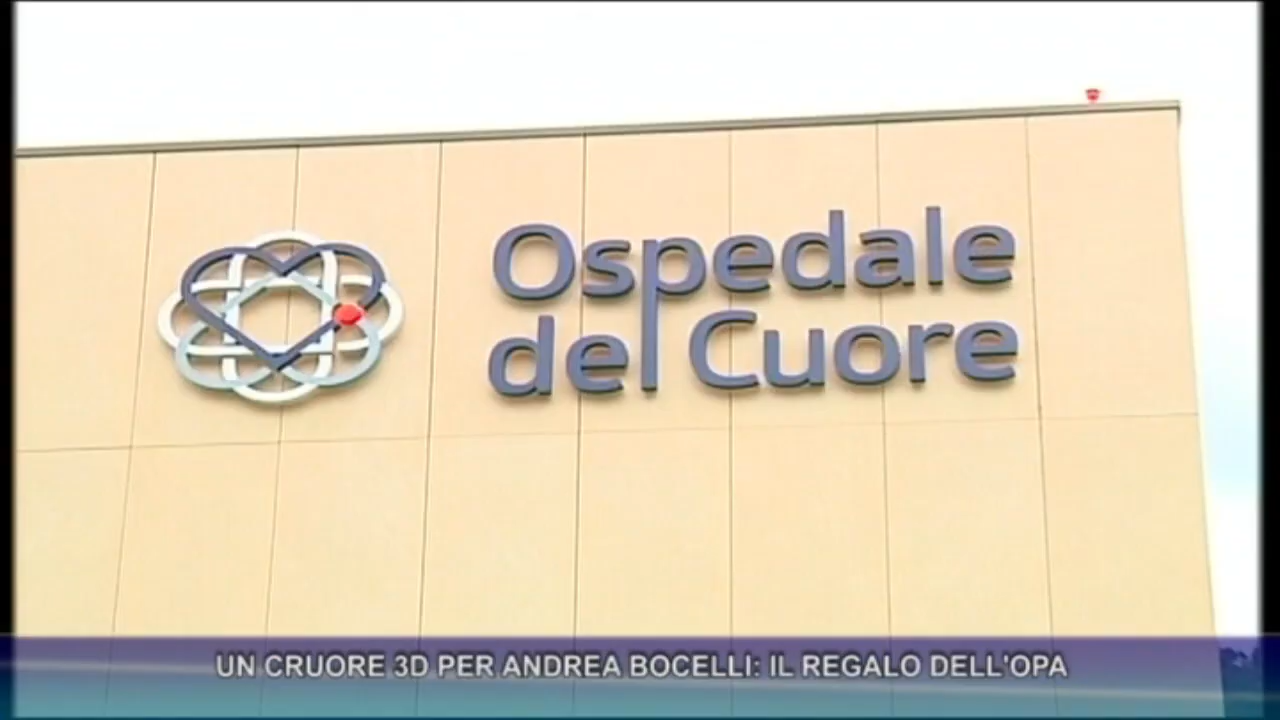 Ospedale
del Cuore
UN CRUORE 3D PER ANDREA BOCELLI: IL REGALO DELL'OPA